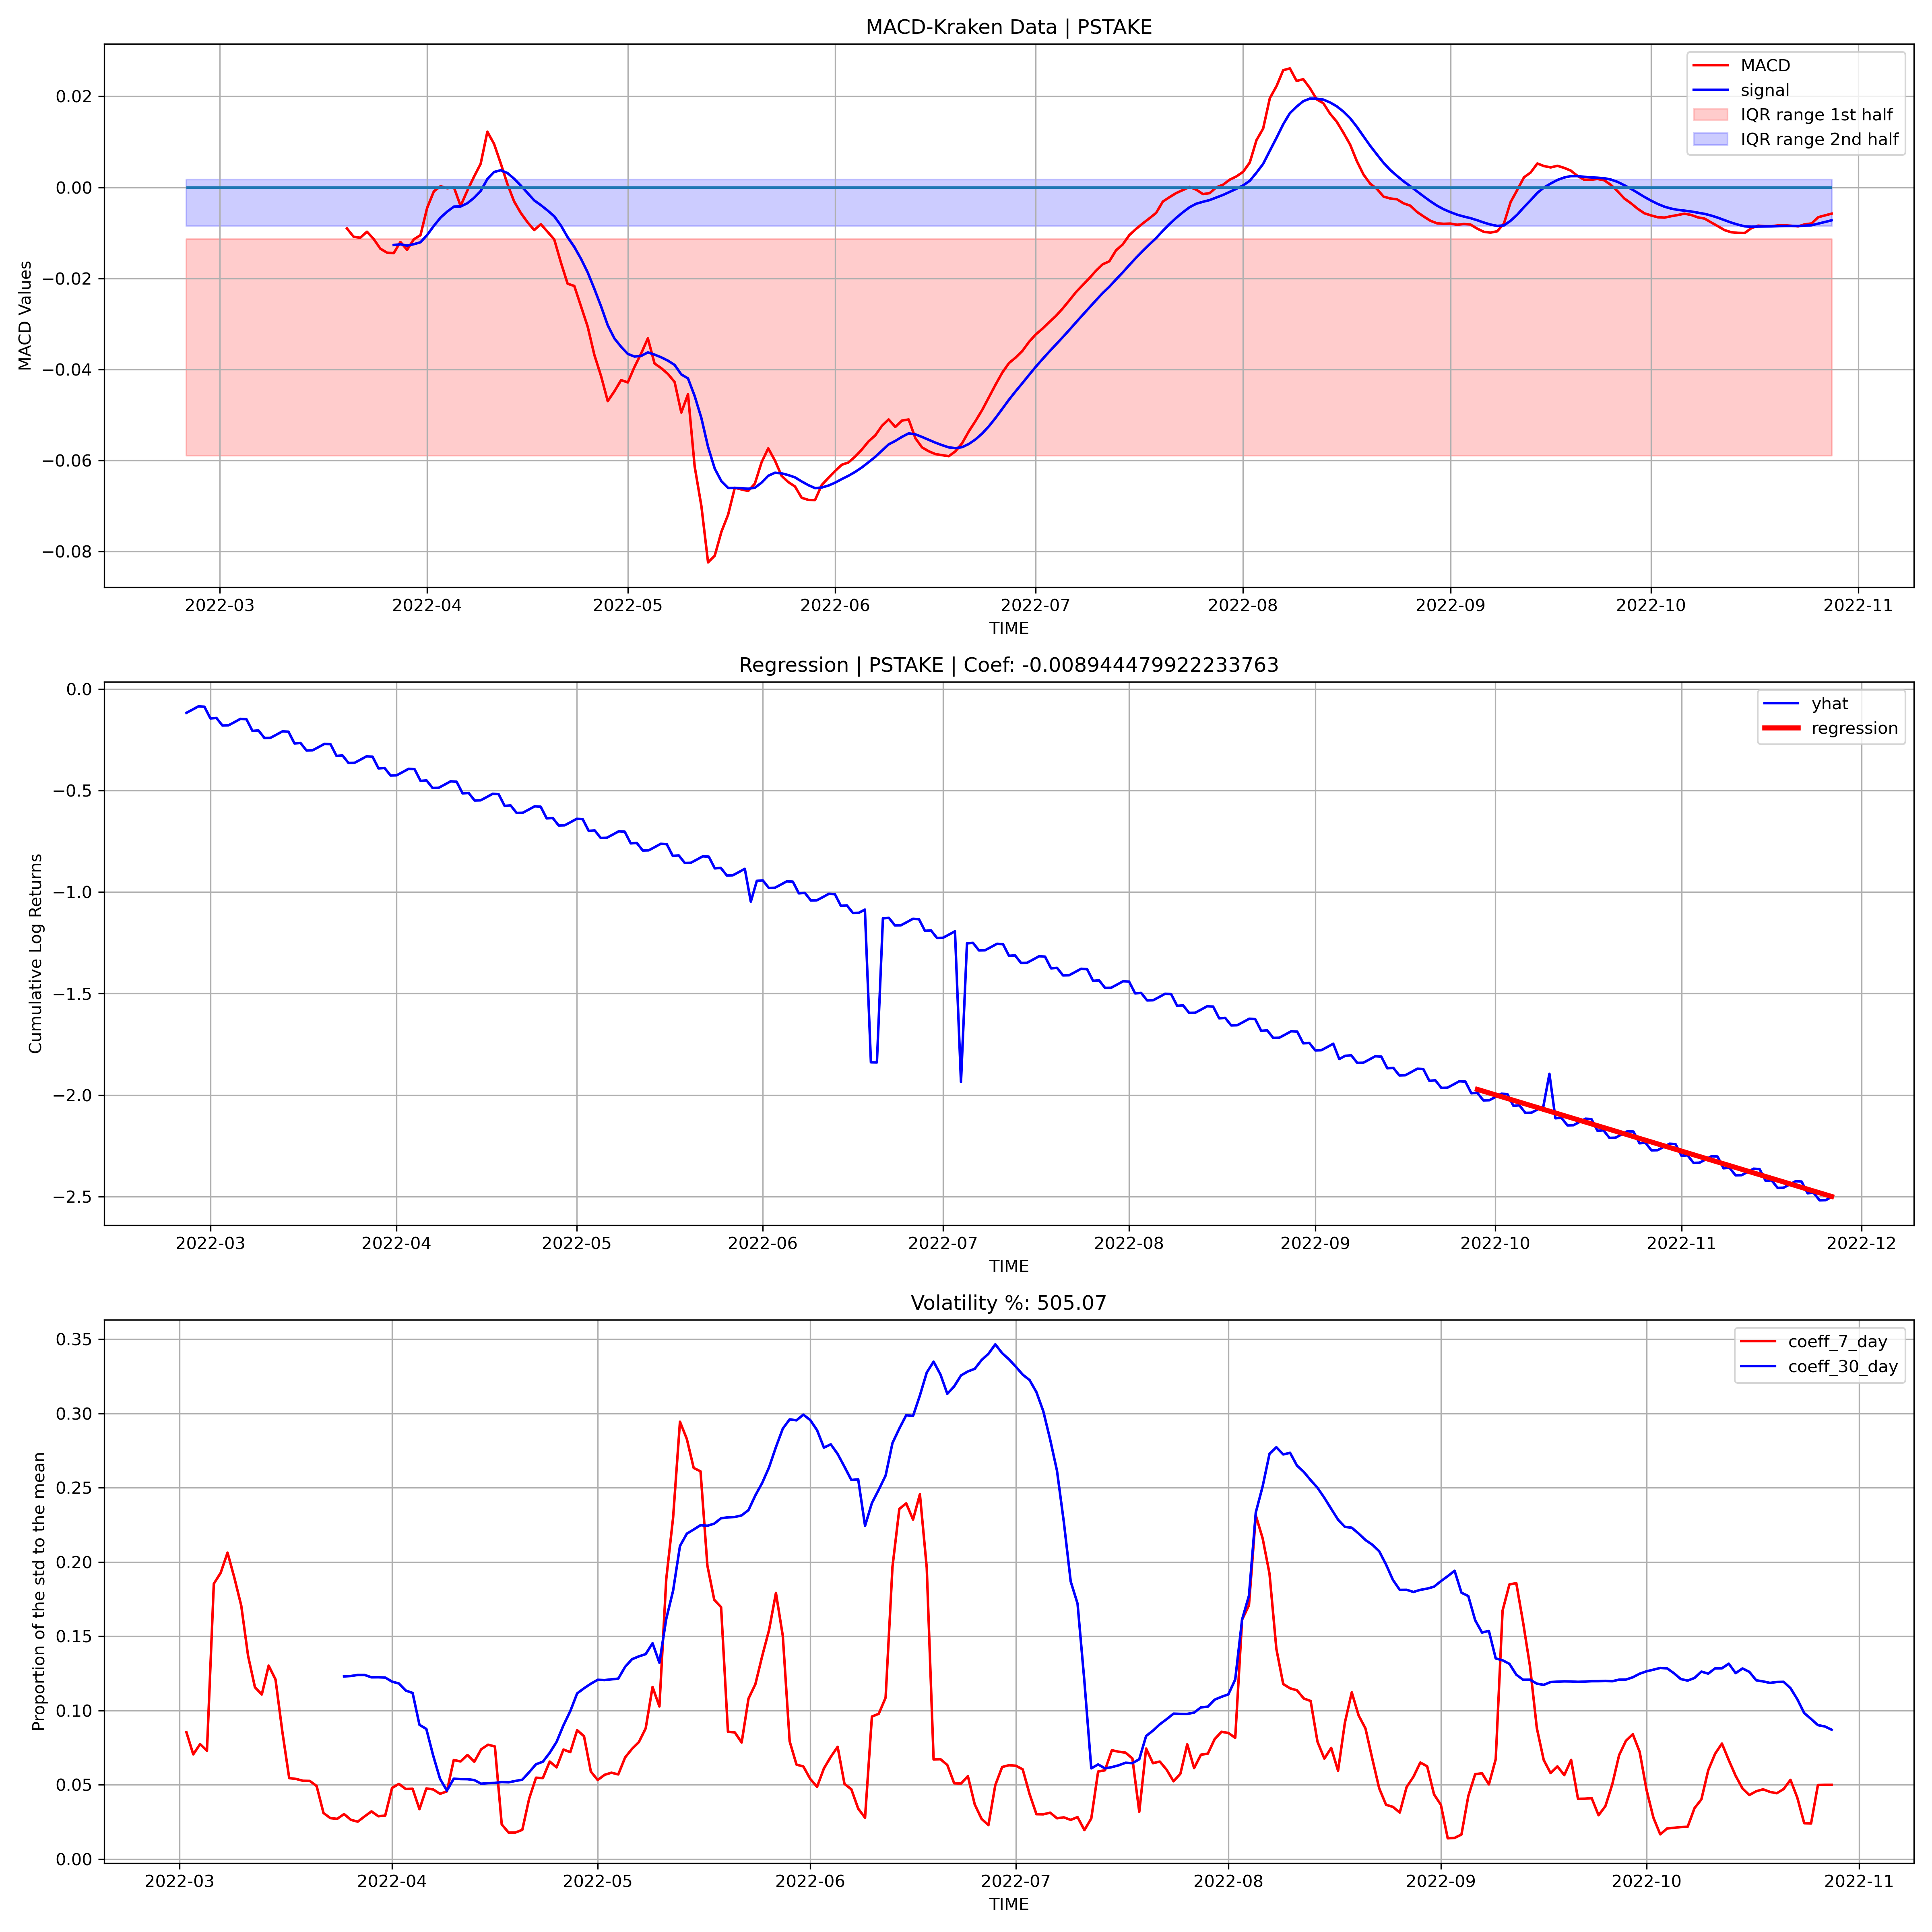 MACD-Kraken Data | PSTAKE
MACD
signal
IQR range 1st half
IQR range 2nd half
MACD Values
0.02
0.00
−0.02
−0.04
−0.06
−0.08
2022-03 2022-04 2022-05 2022-06 2022-07 2022-08 2022-09 2022-10 2022-11
TIME
Regression | PSTAKE | Coef: -0.008944479922233763
yhat
regression
Cumulative Log Returns
0.0
−0.5
−1.0
−1.5
−2.0
−2.5
2022-03 2022-04 2022-05 2022-06 2022-07 2022-08 2022-09 2022-10 2022-11 2022-12
TIME
Volatility %: 505.07
coeff_7_day
coeff_30_day
Proportion of the std to the mean
0.35
0.30
0.25
0.20
0.15
0.10
0.05
0.00
2022-03 2022-04 2022-05 2022-06 2022-07 2022-08 2022-09 2022-10 2022-11
TIME